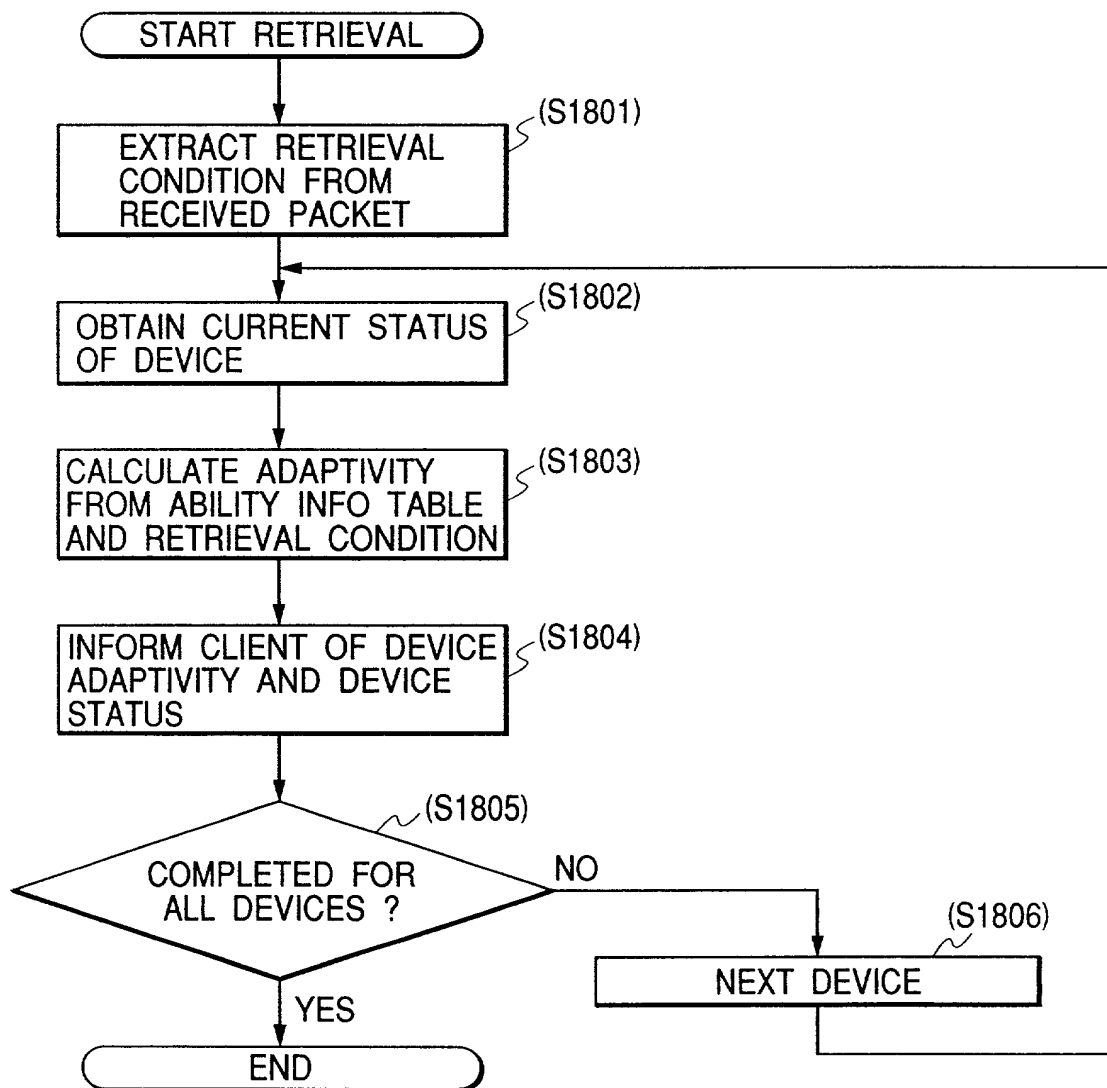 START RETRIEVAL
(S1801)
EXTRACT RETRIEVAL
CONDITION FROM
RECEIVED PACKET
(S1802)
OBTAIN CURRENT STATUS
OF DEVICE
(S1803)
CALCULATE ADAPTIVITY
FROM ABILITY INFO TABLE
AND RETRIEVAL CONDITION
(S1804)
INFORM CLIENT OF DEVICE
ADAPTIVITY AND DEVICE
STATUS
(S1805)
COMPLETED FOR
ALL DEVICES ?
NO
(S1806)
NEXT DEVICE
YES
END